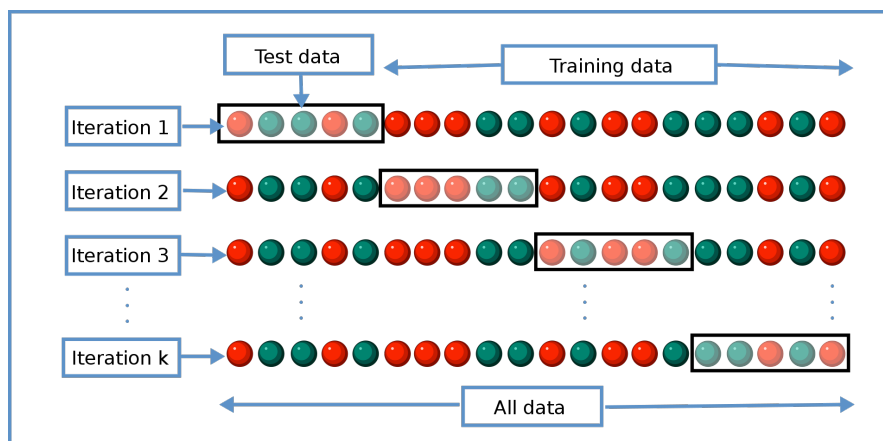 Test data
Training data
Iteration 1
Iteration 2
Iteration 3
Iteration k
All data